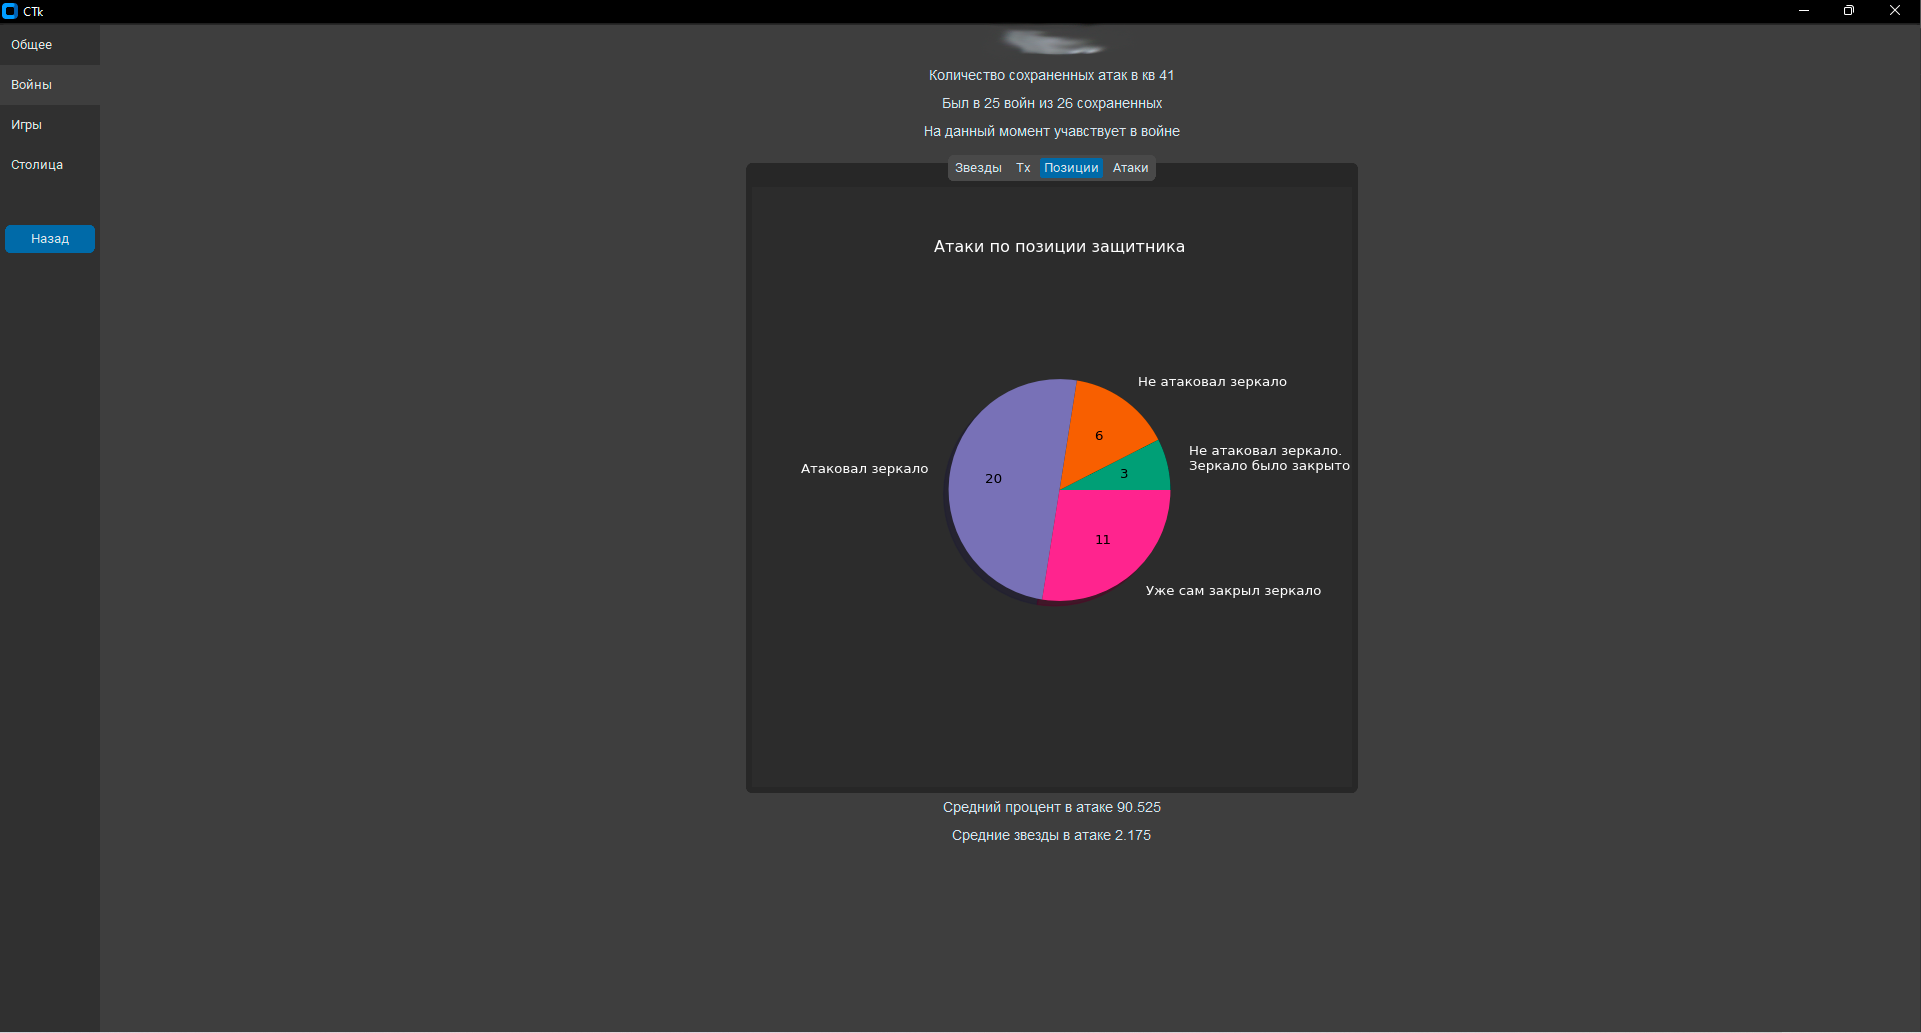 CTk
Общее
Войны
Игры
Столица
Назад
Количество сохраненных атак в кв 41
Был в 25 войн из 26 сохраненных
На данный момент учавствует в войне
Звезды Тх Позиции Атаки
Атаки по позиции защитника
Не атаковал зеркало
6
Не атаковал зеркало.
Зеркало было закрыто
3
Атаковал зеркало
20
11
Уже сам закрыл зеркало
Средний процент в атаке 90.525
Средние звезды в атаке 2.175